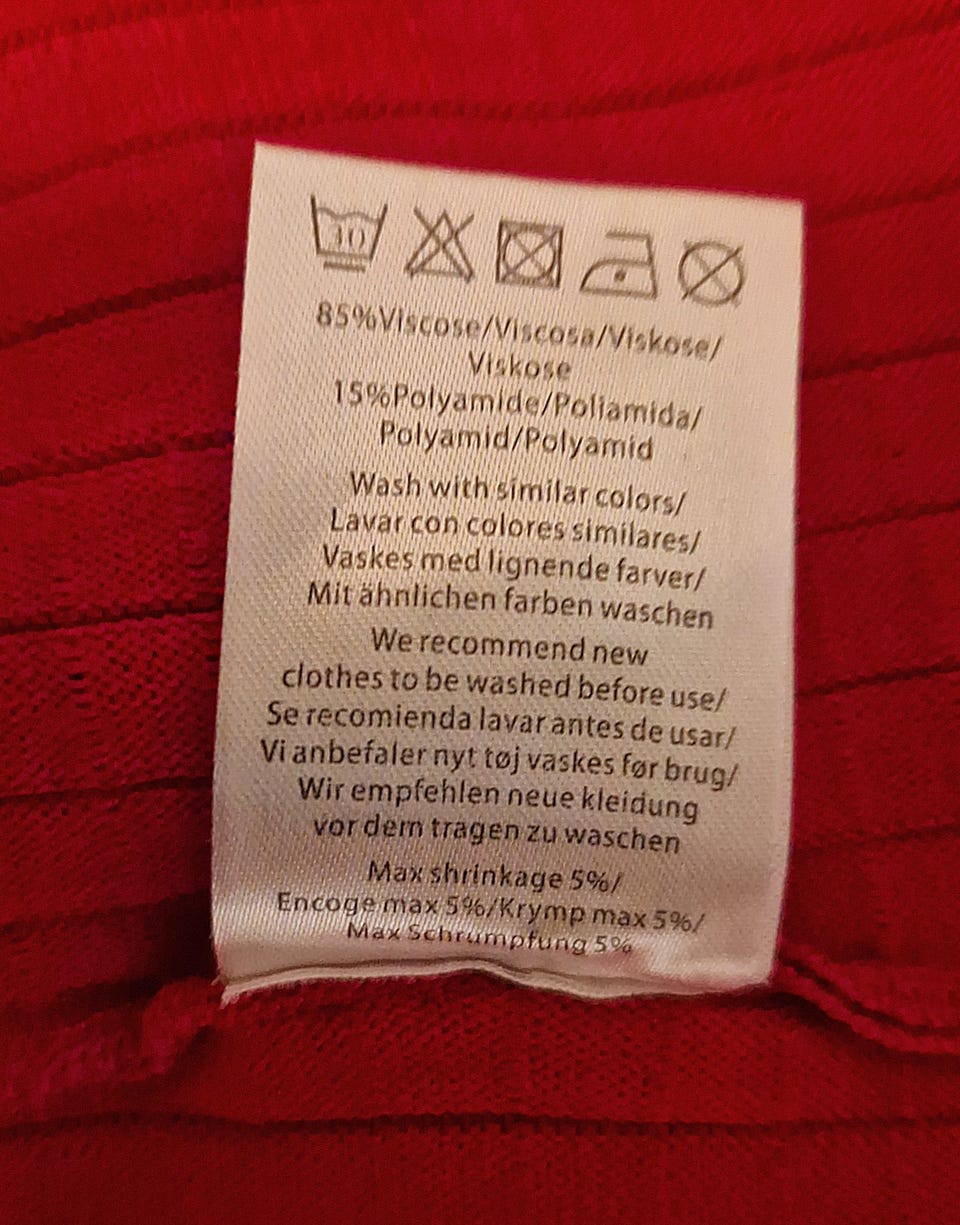 30
85%Viscose/Viscosa/Viskose/
Viskose
15%Polyamide/Poliamida/
Polyamid/Polyamid
Wash with similar colors/
Lavar con colores similares/
Vaskes med lignende farver/
Mit ähnlichen farben waschen
We recommend new
clothes to be washed before use/
Se recomienda lavar antes de usar/
Vi anbefaler nyt tøj vaskes før brug/
Wir empfehlen neue kleidung
vor dem tragen zu waschen
Max shrinkage 5%/
Encoge max 5%/Krymp max 5%/
Max Schrumpfung 5%